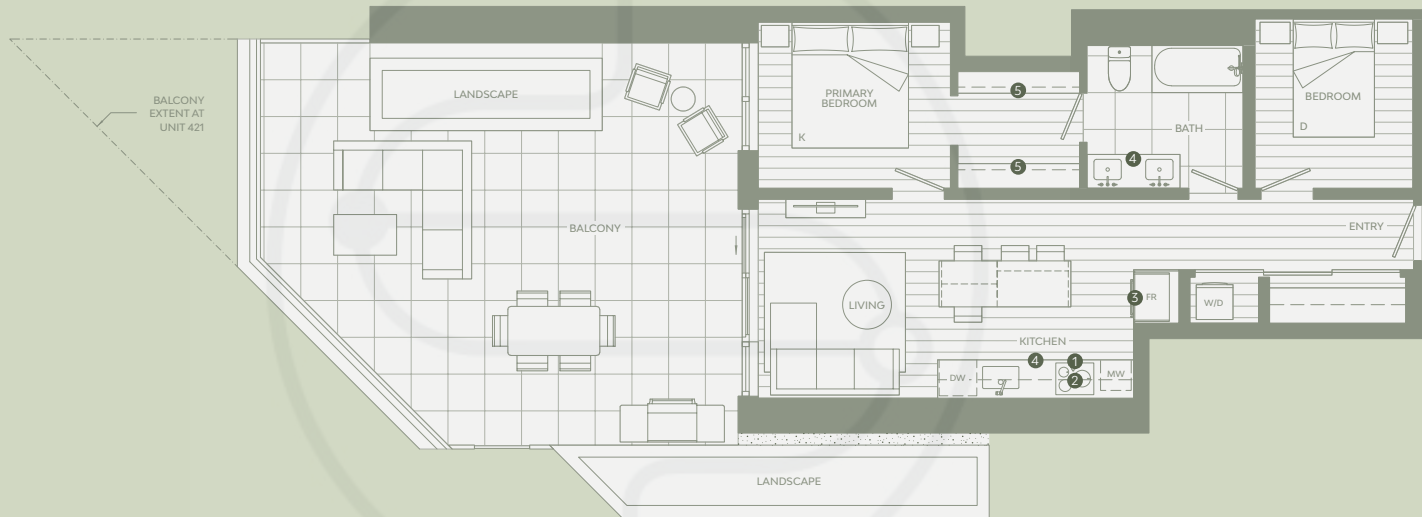 BALCONY
EXTENT AT
UNIT 421
LANDSCAPE
BALCONY
LANDSCAPE
PRIMARY
BEDROOM
K
5
5
BATH
4
BEDROOM
D
ENTRY
LIVING
KITCHEN
3
FR
W/D
DW
4
1
2
MW